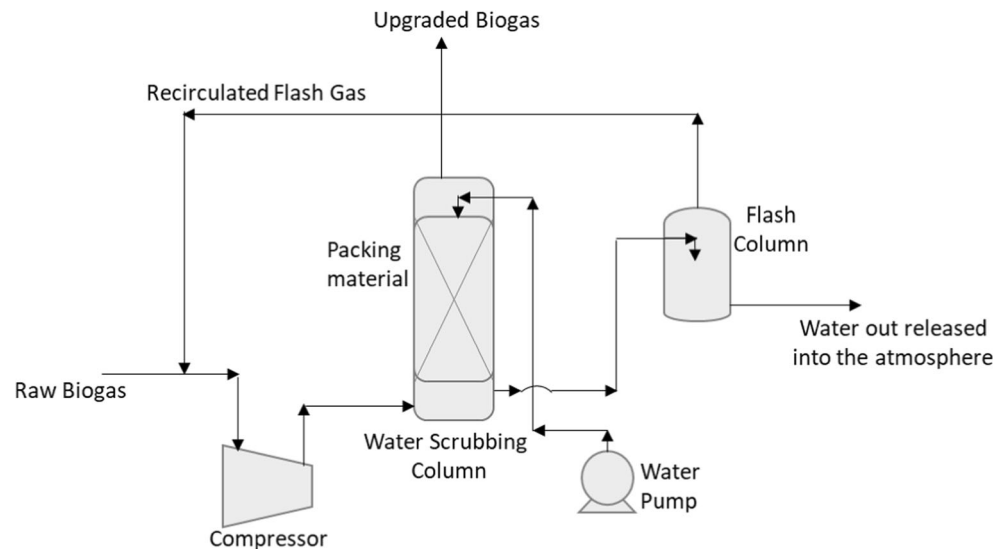 Upgraded Biogas
Recirculated Flash Gas
Flash
Column
Packing
material
Water out released
into the atmosphere
Raw Biogas
Water Scrubbing
Column
Water
Pump
Compressor